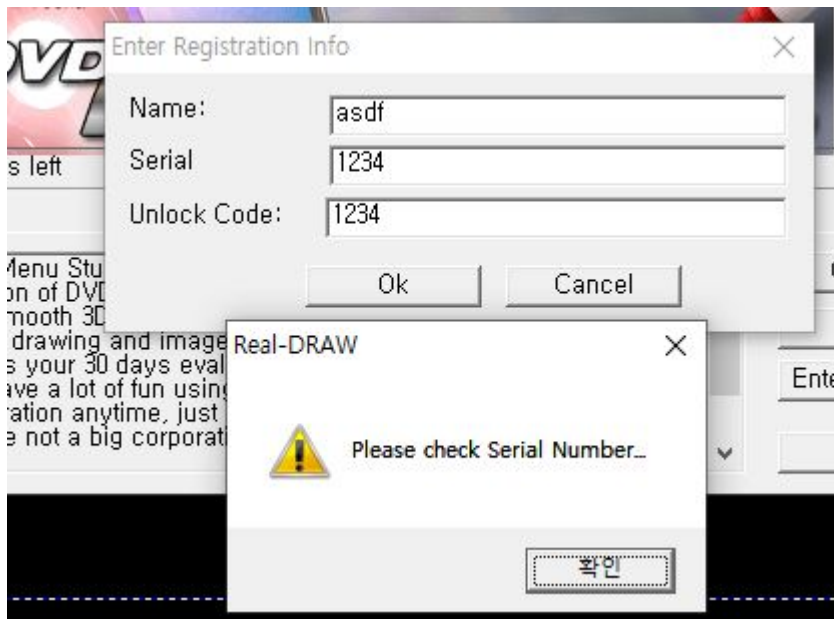 DVD
Enter Registration Info
Name: asdf
s left
Serial 1234
Unlock Code: 1234
Ok Cancel
Menu Stu
on of DVD
mooth 3D
drawing and image
s your 30 days eval
ave a lot of fun using
ration anytime, just
e not a big corporati
Real-DRAW
Please check Serial Number...
확인
Ente